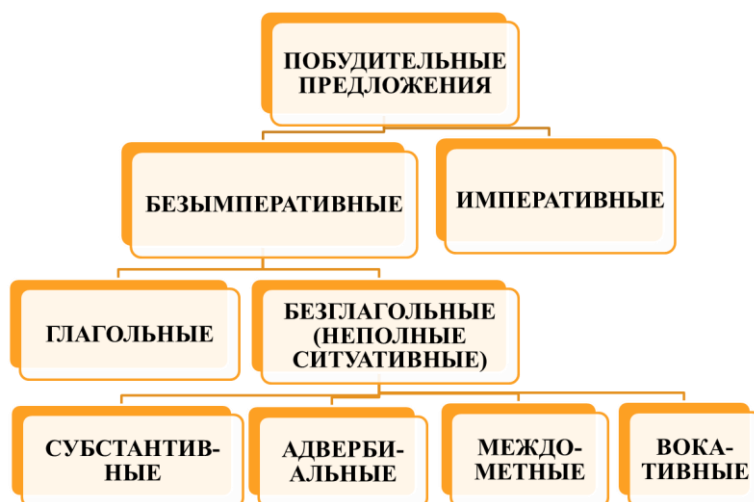 ПОБУДИТЕЛЬНЫЕ
ПРЕДЛОЖЕНИЯ
БЕЗЫМПЕРАТИВНЫЕ
ИМПЕРАТИВНЫЕ
ГЛАГОЛЬНЫЕ
БЕЗГЛАГОЛЬНЫЕ
(НЕПОЛНЫЕ
СИТУАТИВНЫЕ)
СУБСТАНТИВ-
НЫЕ
АДВЕРБИ-
АЛЬНЫЕ
МЕЖДО-
МЕТНЫЕ
ВОКА-
ТИВНЫЕ